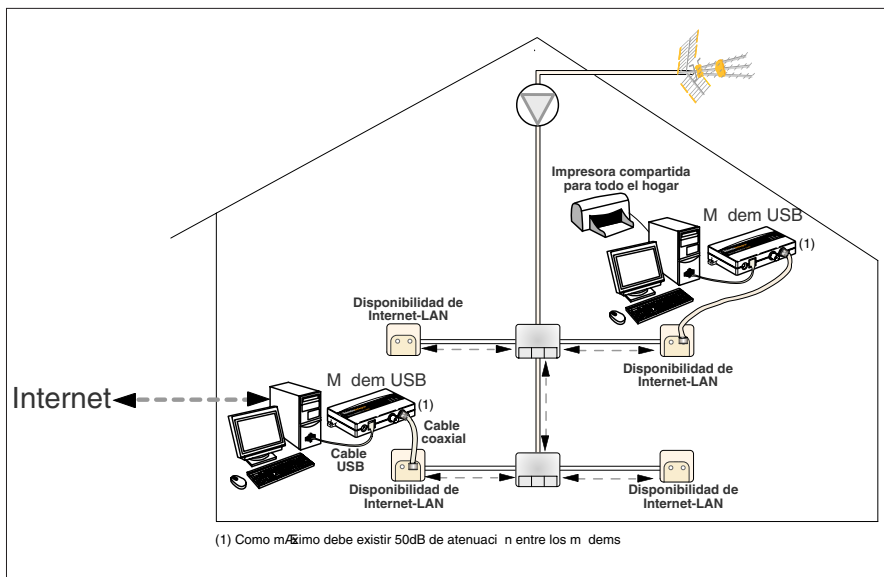 Impresora compartida
para todo el hogar
M dem USB
(1)
Disponibilidad de
Internet-LAN
Disponibilidad de
Internet-LAN
Internet
M dem USB
(1)
Cable
coaxial
Cable
USB
Disponibilidad de
Internet-LAN
Disponibilidad de
Internet-LAN
(1) Como mÆximo debe existir 50dB de atenuaci n entre los m dems